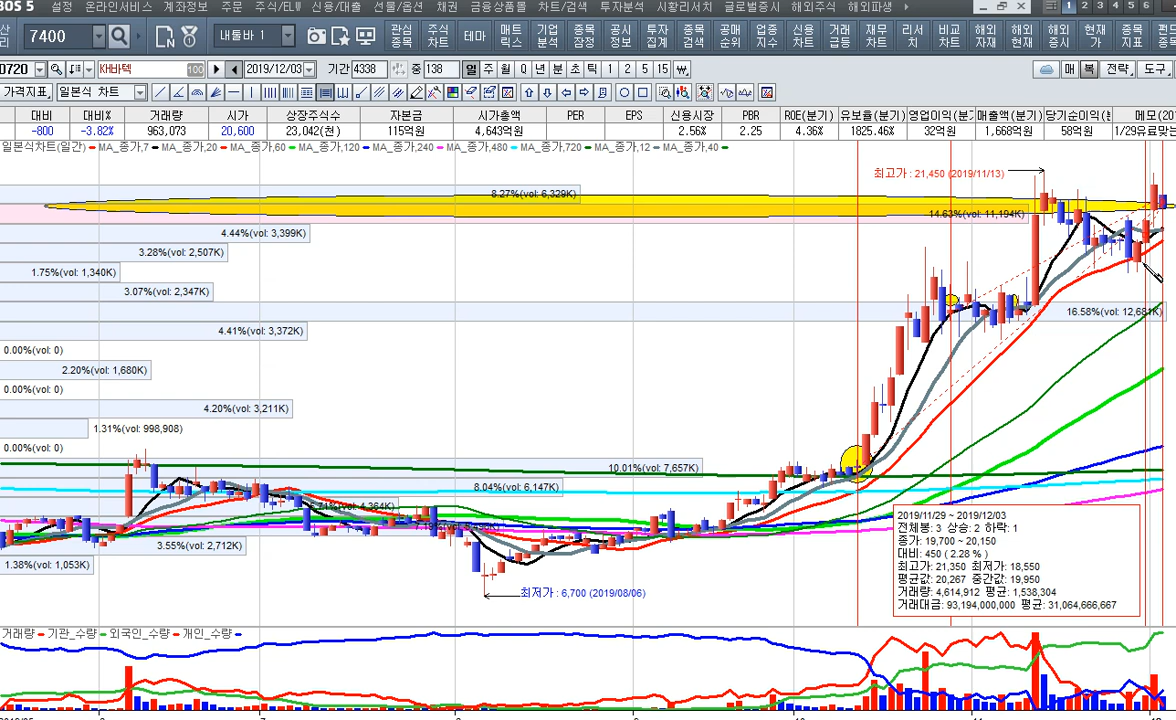 BOS 5 설정 온라인서비스 계좌정보 주문 주식/ELW 신용/대출 선물/옵션 채권 금융상품몰 차트/검색 투자분석 시황리서치 글로벌증시 해외주식 해외파생 1 2 3 4 5 6
7400 내툴바 1 관심종목 주식차트 테마 매트릭스 기업분석 종목잠정 공시정보 투자집계 종목검색 공매순위 업종지수 신용차트 거래급등 재무차트 리서치 비교차트 해외자재 해외현재 해외증시 현재가 종목지표
0720 KH바텍 100 2019/12/03 기간 4338 중 138 일 주 월 Q 년 분 초 틱 1 2 3 5 15 매 복 전략 도구
가격지표 일본식 차트
대비 대비% 거래량 시가 상장주식수 자본금 시가총액 PER EPS 신용시장 PBR ROE(분기) 유보율(분기) 영업이익(분기 매출액(분기) 당기순이익( 메모(20
-800 -3.82% 963,073 20,600 23,042(천) 115억원 4,643억원 2.56% 2.25 4.36% 1825.46% 32억원 1,668억원 58억원 1/29유료맞는
일본식차트(일간) MA_종가,7 MA_종가,20 MA_종가,60 MA_종가,120 MA_종가,240 MA_종가,480 MA_종가,720 MA_종가,12 MA_종가,40
최고가 : 21,450 (2019/11/13)
8.27%(vol: 6,329K)
14.63%(vol: 11,194K)
4.44%(vol: 3,399K)
3.28%(vol: 2,507K)
1.75%(vol: 1,340K)
3.07%(vol: 2,347K)
16.58%(vol: 12,681K)
4.41%(vol: 3,372K)
0.00%(vol: 0)
2.20%(vol: 1,680K)
0.00%(vol: 0)
4.20%(vol: 3,211K)
1.31%(vol: 998,908)
0.00%(vol: 0)
10.01%(vol: 7,657K)
8.04%(vol: 6,147K)
3.55%(vol: 2,712K)
1.38%(vol: 1,053K)
최저가 : 6,700 (2019/08/06)
2019/11/29 ~ 2019/12/03
전체봉: 3 상승: 2 하락: 1
종가: 19,700 ~ 20,150
대비: 450 ( 2.28 % )
최고가: 21,350 최저가: 18,550
평균값: 20,267 중간값: 19,950
거래량: 4,614,912 평균: 1,538,304
거래대금: 93,194,000,000 평균: 31,064,666,667
거래량 기관_수량 외국인_수량 개인_수량